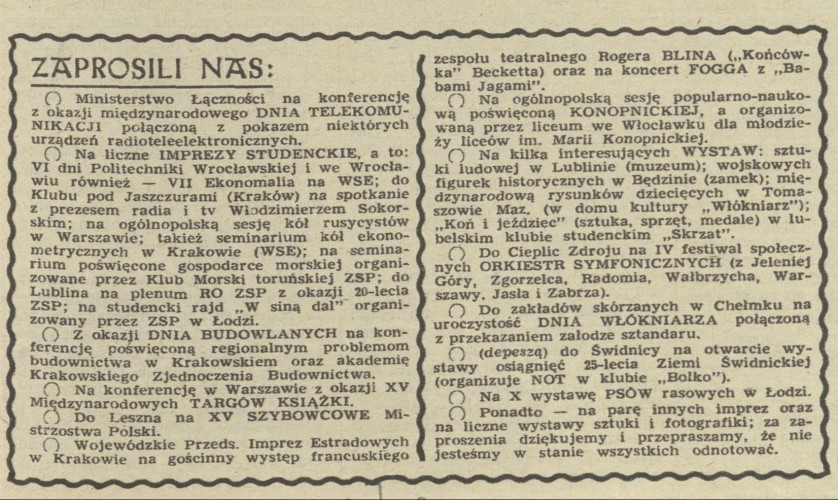 ZAPROSILI NAS:
Ministerstwo Łączności na konferencję
z okazji międzynarodowego DNIA TELEKOMU-
NIKACJI połączoną z pokazem niektórych
urządzeń radioteleelektronicznych.
Na liczne IMPREZY STUDENCKIE, a to:
VI dni Politechniki Wrocławskiej i we Wrocła-
wiu również — VII Ekonomalia na WSE; do
Klubu pod Jaszczurami (Kraków) na spotkanie
z prezesem radia i tv Włodzimierzem Sokor-
skim; na ogólnopolską sesję kół rusycystów
w Warszawie; takież seminarium kół ekono-
metrycznych w Krakowie (WSE); na semina-
rium poświęcone gospodarce morskiej organi-
zowane przez Klub Morski toruńskiej ZSP; do
Lublina na plenum RO ZSP z okazji 20-lecia
ZSP; na studencki rajd „W siną dal" organi-
zowany przez ZSP w Łodzi.
Z okazji DNIA BUDOWLANYCH na kon-
ferencję poświęconą regionalnym problemom
budownictwa w Krakowskiem oraz akademię
Krakowskiego Zjednoczenia Budownictwa.
Na konferencję w Warszawie z okazji XV
Międzynarodowych TARGÓW KSIĄŻKI.
Do Leszna na XV SZYBOWCOWE Mi-
strzostwa Polski.
Wojewódzkie Przeds. Imprez Estradowych
w Krakowie na gościnny występ francuskiego
zespołu teatralnego Rogera BLINA („Końców-
ka" Becketta) oraz na koncert FOGGA z „Ba-
bami Jagami".
Na ogólnopolską sesję popularno-nauko-
wą poświęconą KONOPNICKIEJ, a organizo-
waną przez liceum we Włocławku dla młodzie-
ży liceów im. Marii Konopnickiej.
Na kilka interesujących WYSTAW: sztu-
ki ludowej w Lublinie (muzeum); wojskowych
figurek historycznych w Będzinie (zamek); mię-
dzynarodową rysunków dziecięcych w Toma-
szowie Maz. (w domu kultury „Włókniarz");
„Koń i jeździec" (sztuka, sprzęt, medale) w lu-
belskim klubie studenckim „Skrzat".
Do Cieplic Zdroju na IV festiwal społecz-
nych ORKIESTR SYMFONICZNYCH (z Jeleniej
Góry, Zgorzelca, Radomia, Wałbrzycha, War-
szawy, Jasła i Zabrza).
Do zakładów skórzanych w Chełmku na
uroczystość DNIA WŁÓKNIARZA połączoną
z przekazaniem załodze sztandaru.
(depeszą) do Świdnicy na otwarcie wy-
stawy osiągnięć 25-lecia Ziemi Świdnickiej
(organizuje NOT w klubie „Bolko").
Na X wystawę PSÓW rasowych w Łodzi.
Ponadto — na parę innych imprez oraz
na liczne wystawy sztuki i fotografiki; za za-
proszenia dziękujemy i przepraszamy, że nie
jesteśmy w stanie wszystkich odnotować.